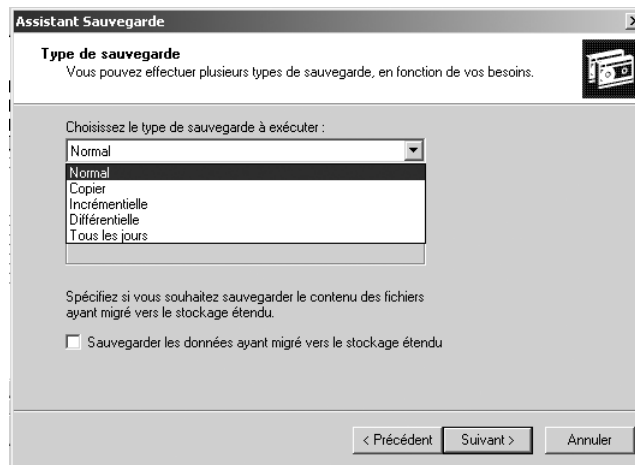 Assistant Sauvegarde
Type de sauvegarde
Vous pouvez effectuer plusieurs types de sauvegarde, en fonction de vos besoins.
Choisissez le type de sauvegarde à exécuter :
Normal
Normal
Copier
Incrémentielle
Différentielle
Tous les jours
Spécifiez si vous souhaitez sauvegarder le contenu des fichiers
ayant migré vers le stockage étendu.
Sauvegarder les données ayant migré vers le stockage étendu
< Précédent Suivant > Annuler